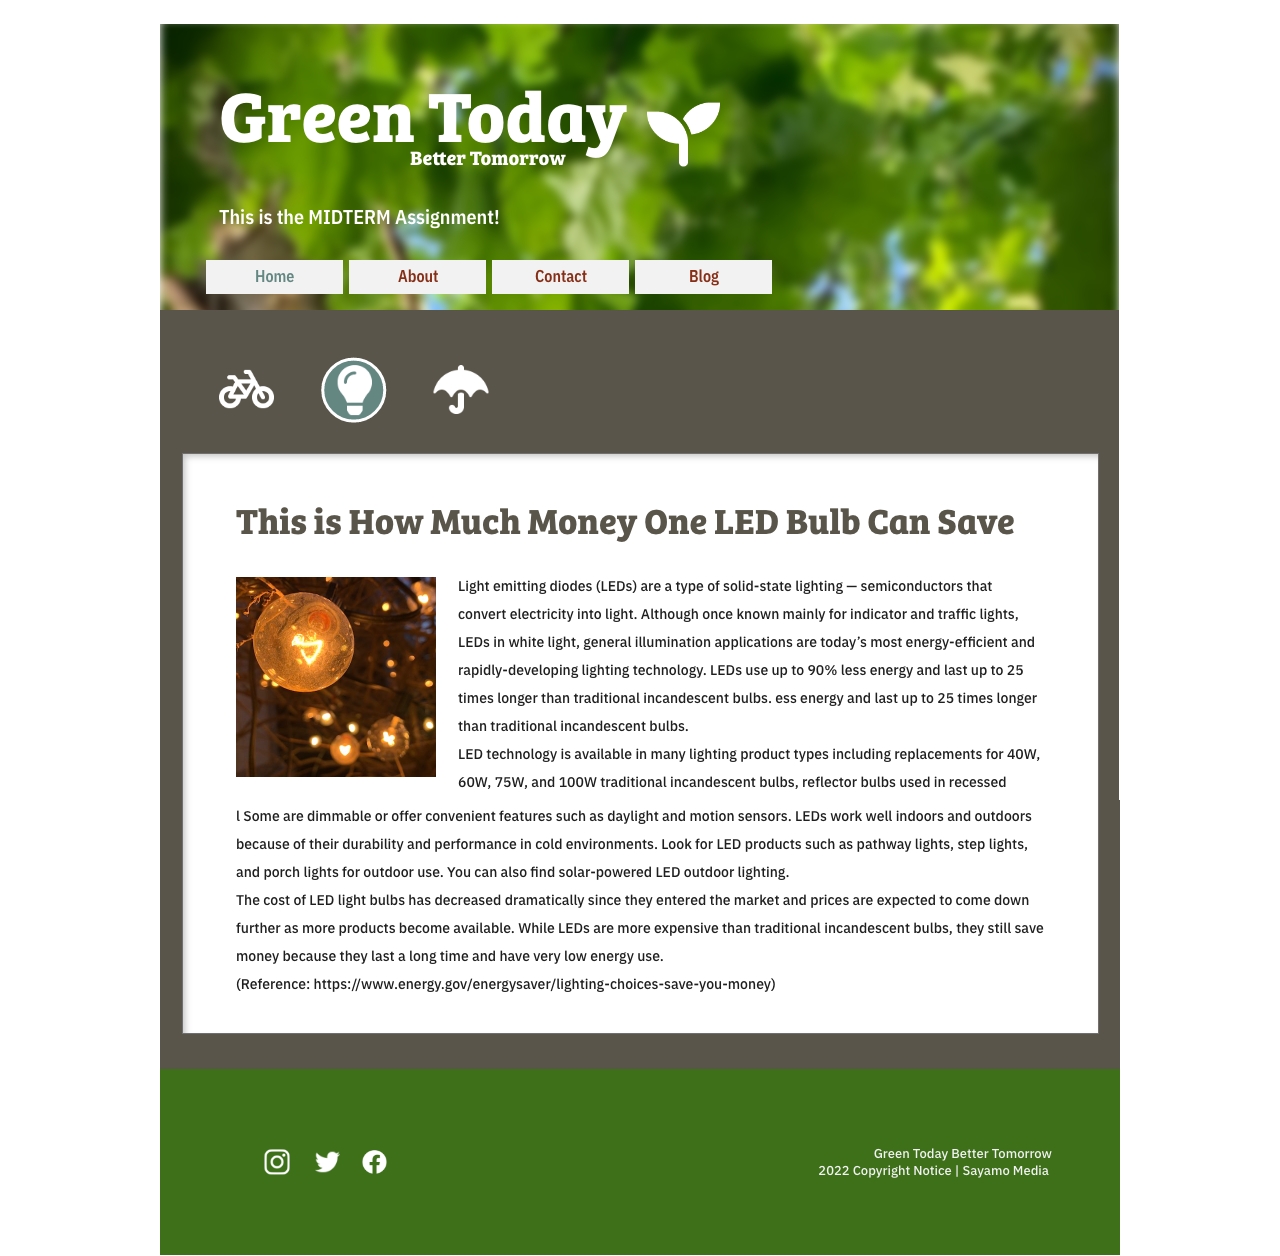 Green Today
Better Tomorrow
This is the MIDTERM Assignment!
Home About Contact Blog
This is How Much Money One LED Bulb Can Save
Light emitting diodes (LEDs) are a type of solid-state lighting — semiconductors that
convert electricity into light. Although once known mainly for indicator and traffic lights,
LEDs in white light, general illumination applications are today’s most energy-efficient and
rapidly-developing lighting technology. LEDs use up to 90% less energy and last up to 25
times longer than traditional incandescent bulbs. ess energy and last up to 25 times longer
than traditional incandescent bulbs.
LED technology is available in many lighting product types including replacements for 40W,
60W, 75W, and 100W traditional incandescent bulbs, reflector bulbs used in recessed
l Some are dimmable or offer convenient features such as daylight and motion sensors. LEDs work well indoors and outdoors
because of their durability and performance in cold environments. Look for LED products such as pathway lights, step lights,
and porch lights for outdoor use. You can also find solar-powered LED outdoor lighting.
The cost of LED light bulbs has decreased dramatically since they entered the market and prices are expected to come down
further as more products become available. While LEDs are more expensive than traditional incandescent bulbs, they still save
money because they last a long time and have very low energy use.
(Reference: https://www.energy.gov/energysaver/lighting-choices-save-you-money)
Green Today Better Tomorrow
2022 Copyright Notice | Sayamo Media